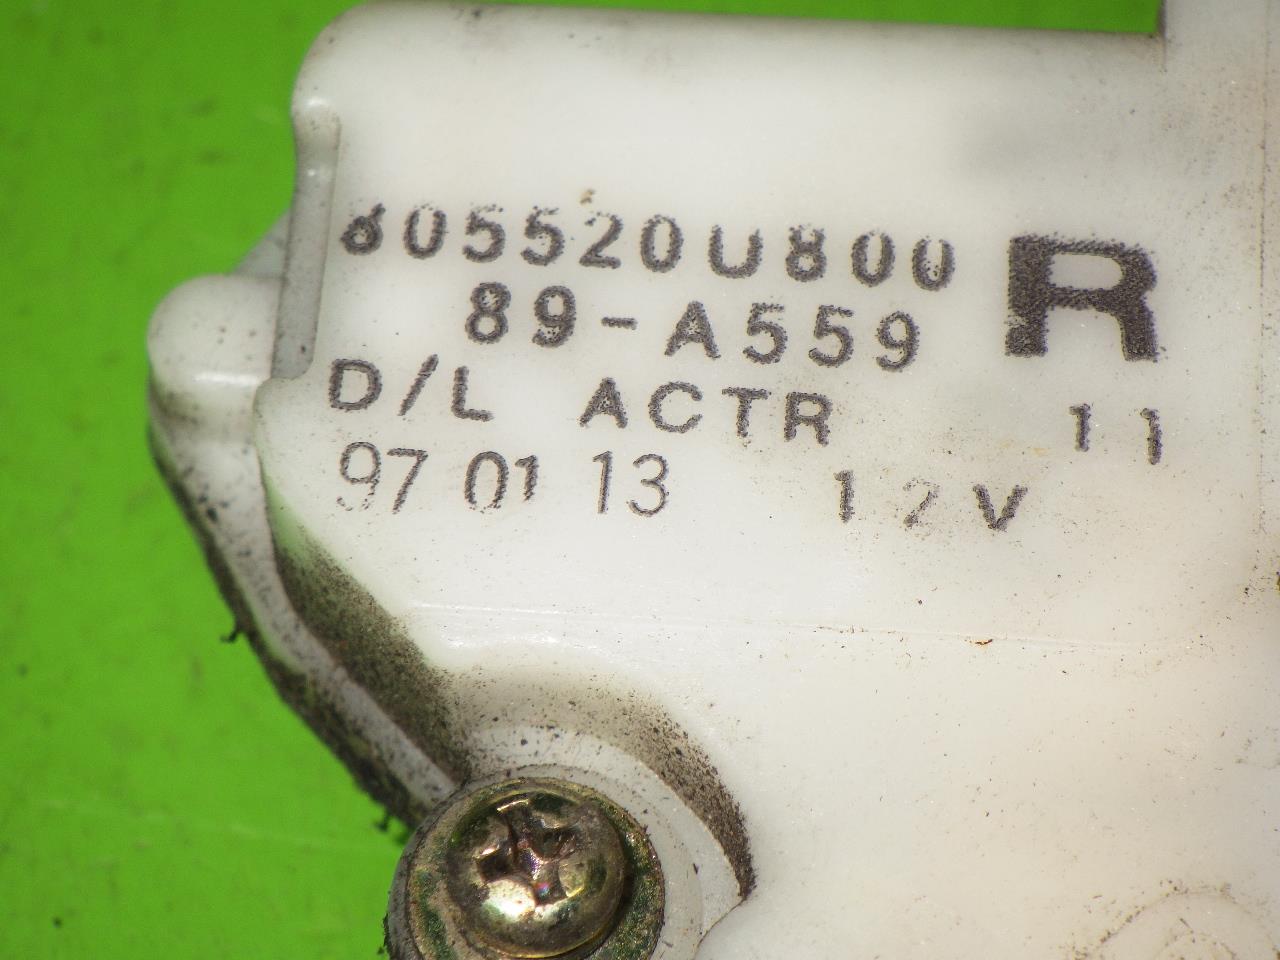 805520U800
89-A559 R
D/L ACTR 11
97 01 13 12V